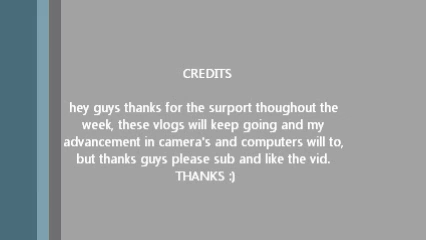 CREDITS
hey guys thanks for the surport thoughout the
week, these vlogs will keep going and my
advancement in camera's and computers will to,
but thanks guys please sub and like the vid.
THANKS :)